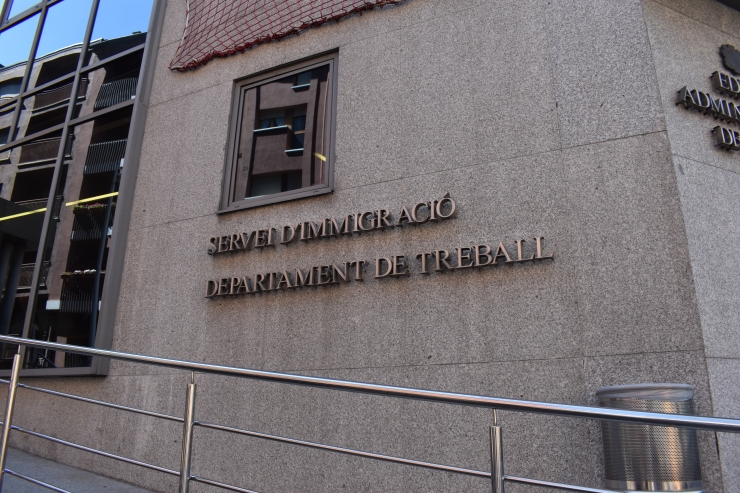 SERVEI D'IMMIGRACIÓ
DEPARTAMENT DE TREBALL